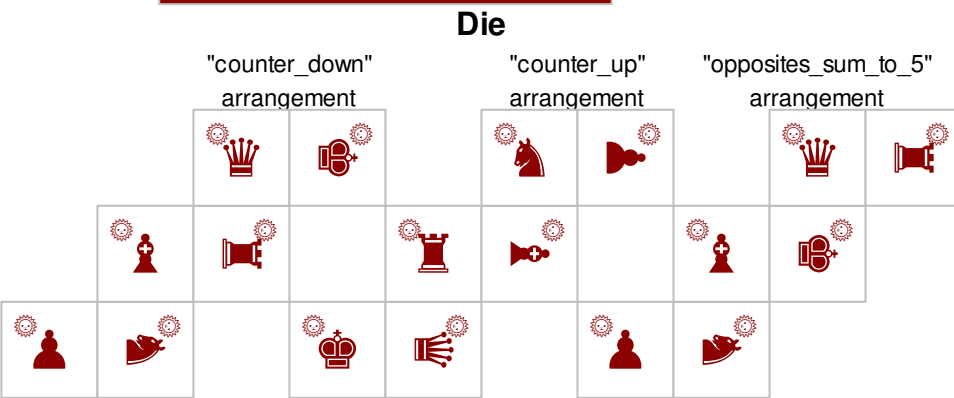 Die
"counter_down"
arrangement
"counter_up"
arrangement
"opposites_sum_to_5"
arrangement